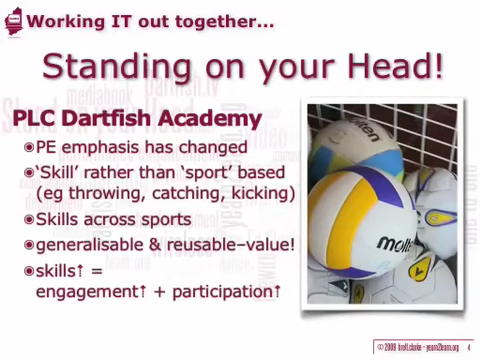 Working IT out together...
Standing on your Head!
PLC Dartfish Academy
PE emphasis has changed
'Skill' rather than 'sport' based
(eg throwing, catching, kicking)
Skills across sports
generalisable & reusable–value!
skills↑ =
engagement↑ + participation↑
molten
molten
© 2009 brett.clarke - yearn2learn.org 4